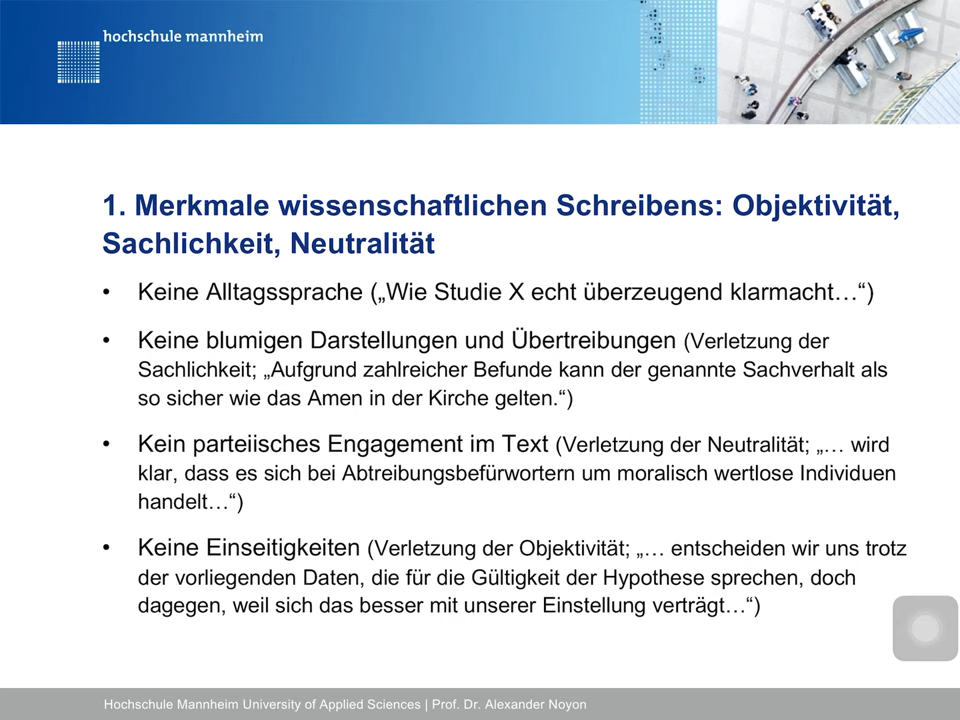 hochschule mannheim
1. Merkmale wissenschaftlichen Schreibens: Objektivität,
Sachlichkeit, Neutralität
• Keine Alltagssprache („Wie Studie X echt überzeugend klarmacht…“)
• Keine blumigen Darstellungen und Übertreibungen (Verletzung der
Sachlichkeit; „Aufgrund zahlreicher Befunde kann der genannte Sachverhalt als
so sicher wie das Amen in der Kirche gelten.“)
• Kein parteiisches Engagement im Text (Verletzung der Neutralität; „… wird
klar, dass es sich bei Abtreibungsbefürwortern um moralisch wertlose Individuen
handelt…“)
• Keine Einseitigkeiten (Verletzung der Objektivität; „… entscheiden wir uns trotz
der vorliegenden Daten, die für die Gültigkeit der Hypothese sprechen, doch
dagegen, weil sich das besser mit unserer Einstellung verträgt…“)
Hochschule Mannheim University of Applied Sciences | Prof. Dr. Alexander Noyon